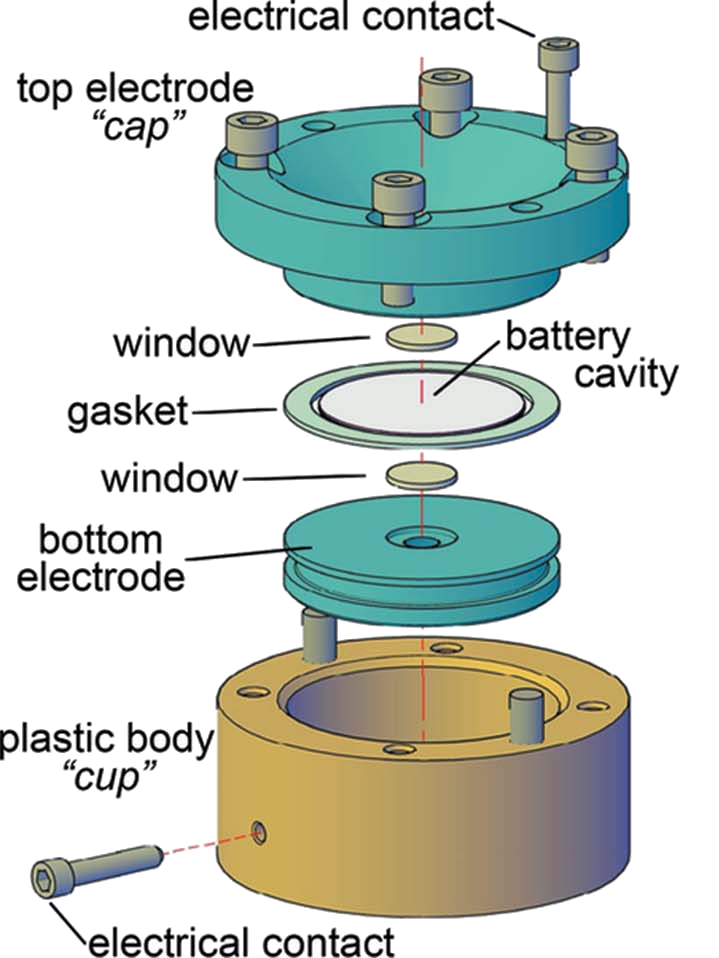 electrical contact
top electrode
“cap”
window
battery
cavity
gasket
window
bottom
electrode
plastic body
“cup”
electrical contact